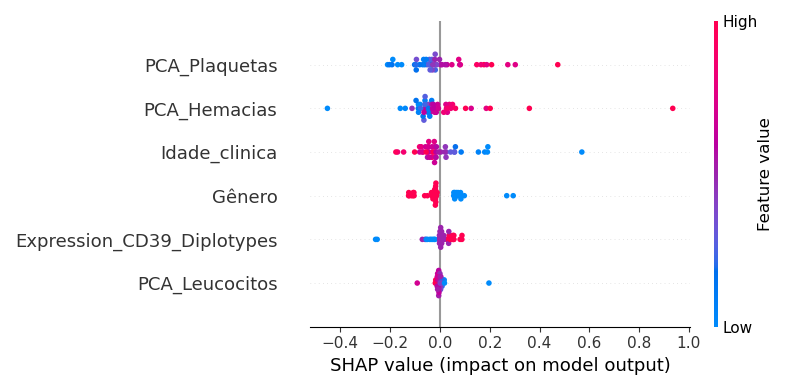 High
PCA_Plaquetas
PCA_Hemacias
Idade_clinica
Gênero
Expression_CD39_Diplotypes
PCA_Leucocitos
Feature value
Low
−0.4 −0.2 0.0 0.2 0.4 0.6 0.8 1.0
SHAP value (impact on model output)